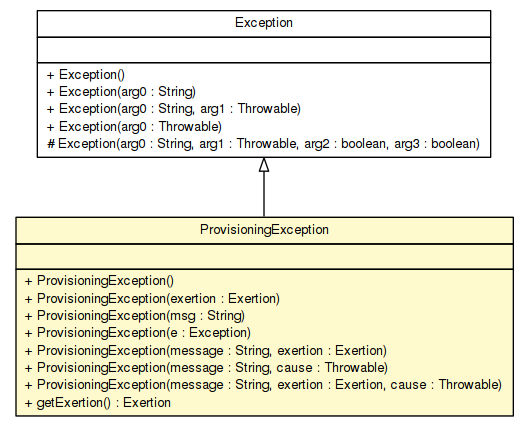 Exception
+ Exception()
+ Exception(arg0 : String)
+ Exception(arg0 : String, arg1 : Throwable)
+ Exception(arg0 : Throwable)
# Exception(arg0 : String, arg1 : Throwable, arg2 : boolean, arg3 : boolean)
ProvisioningException
+ ProvisioningException()
+ ProvisioningException(exertion : Exertion)
+ ProvisioningException(msg : String)
+ ProvisioningException(e : Exception)
+ ProvisioningException(message : String, exertion : Exertion)
+ ProvisioningException(message : String, cause : Throwable)
+ ProvisioningException(message : String, exertion : Exertion, cause : Throwable)
+ getExertion() : Exertion